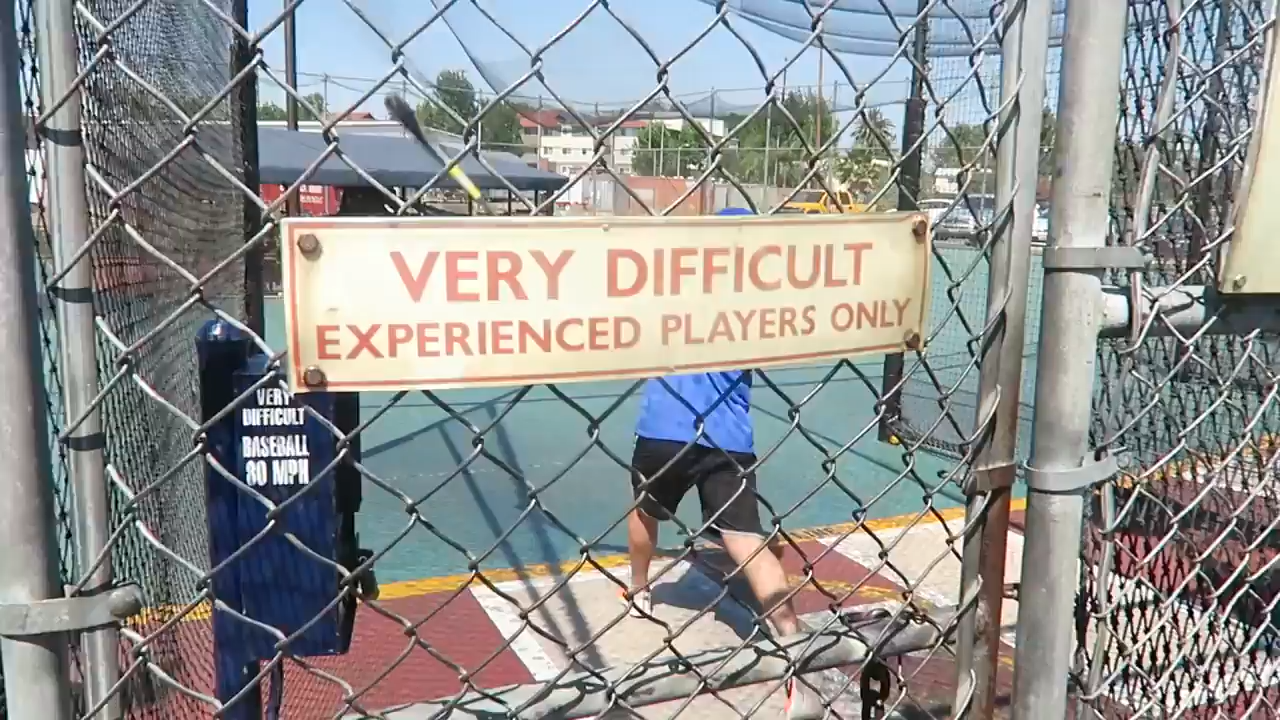 VERY DIFFICULT
EXPERIENCED PLAYERS ONLY
VERY
DIFFICULT
BASEBALL
80 MPH